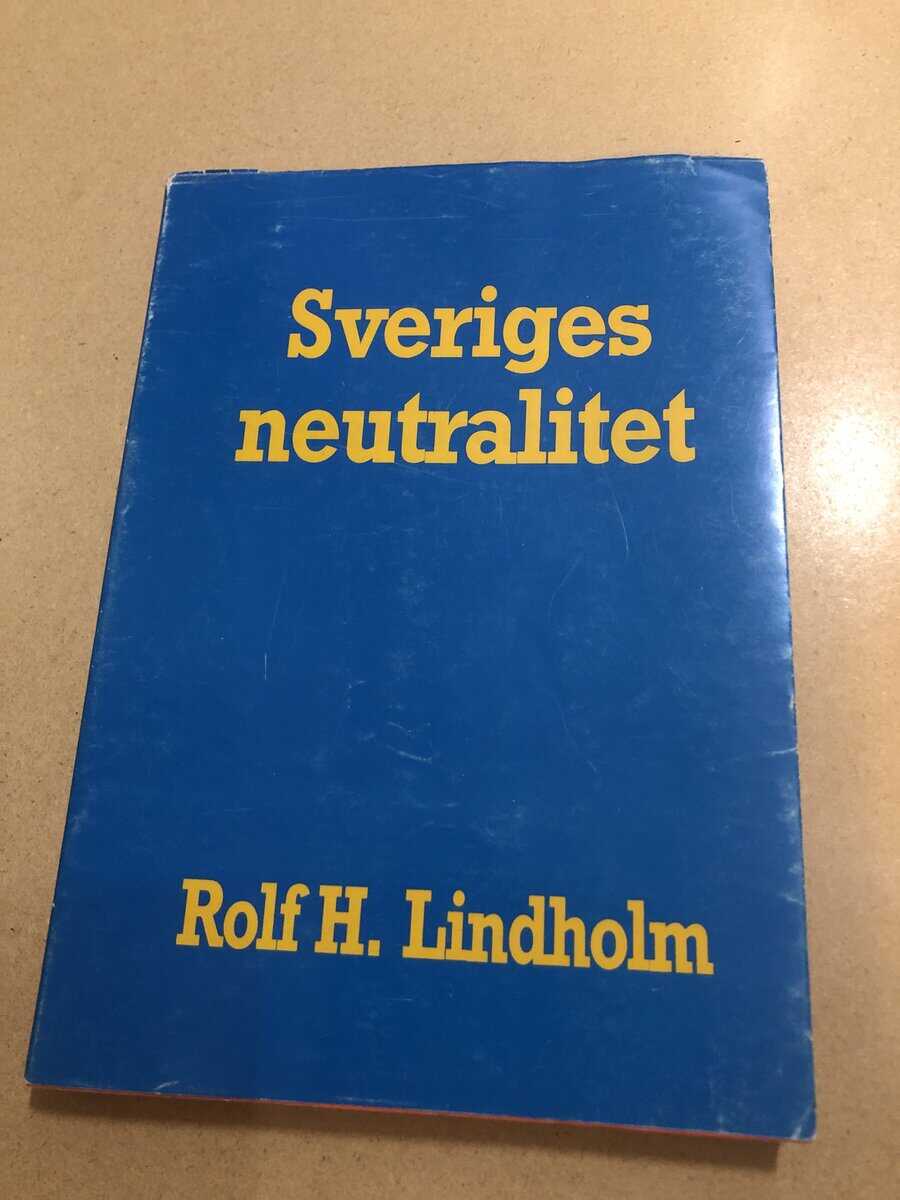 Sveriges
neutralitet
Rolf H. Lindholm